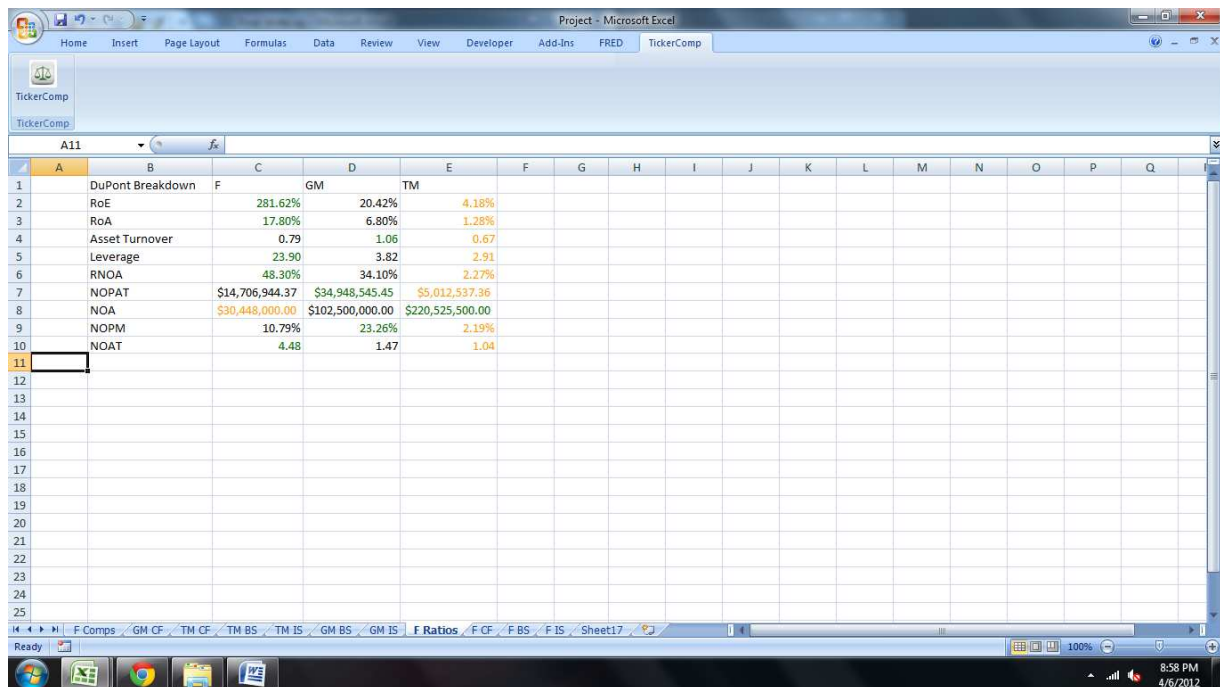 Project - Microsoft Excel
Home Insert Page Layout Formulas Data Review View Developer Add-Ins FRED TickerComp
TickerComp
TickerComp
A11 fx
A B C D E F G H I J K L M N O P Q
1 DuPont Breakdown F GM TM
2 RoE 281.62% 20.42% 4.18%
3 RoA 17.80% 6.80% 1.28%
4 Asset Turnover 0.79 1.06 0.67
5 Leverage 23.90 3.82 2.91
6 RNOA 48.30% 34.10% 2.27%
7 NOPAT $14,706,944.37 $34,948,545.45 $5,012,537.36
8 NOA $30,448,000.00 $102,500,000.00 $220,525,500.00
9 NOPM 10.79% 23.26% 2.19%
10 NOAT 4.48 1.47 1.04
11
12
13
14
15
16
17
18
19
20
21
22
23
24
25
F Comps GM CF TM CF TM BS TM IS GM BS GM IS F Ratios F CF F BS F IS Sheet17
Ready 100%
8:58 PM
4/6/2012